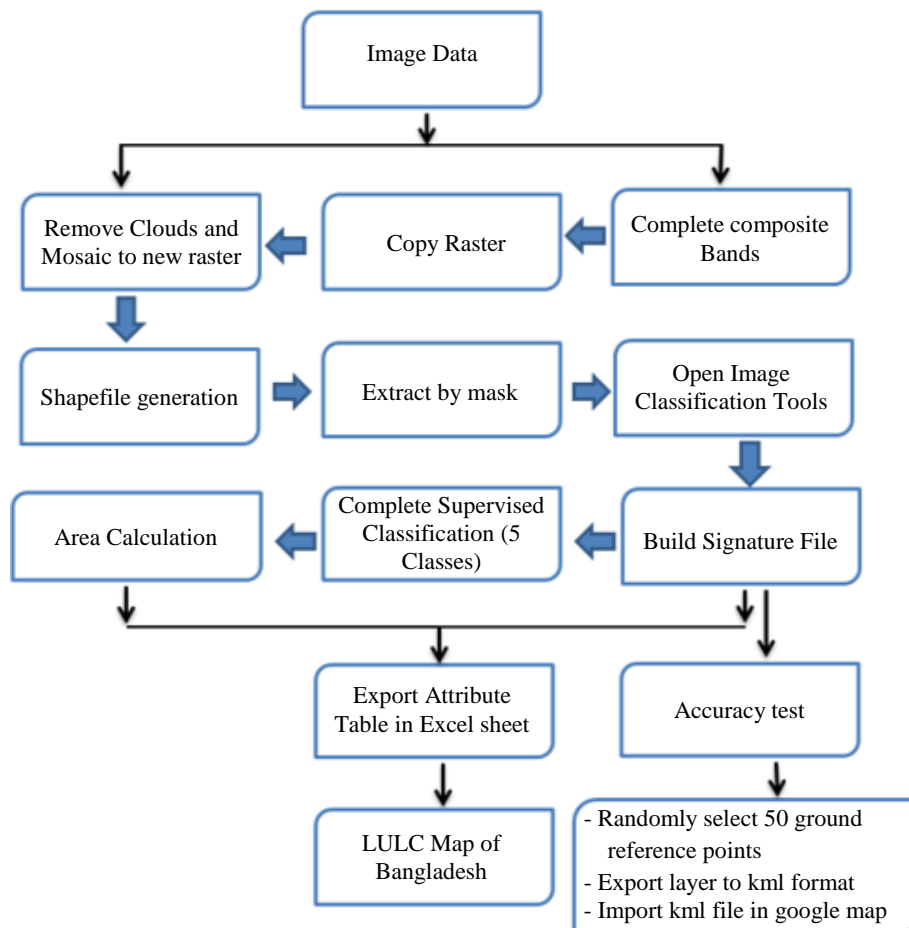 Image Data
Remove Clouds and
Mosaic to new raster
Copy Raster
Complete composite
Bands
Shapefile generation
Extract by mask
Open Image
Classification Tools
Area Calculation
Complete Supervised
Classification (5
Classes)
Build Signature File
Export Attribute
Table in Excel sheet
Accuracy test
LULC Map of
Bangladesh
- Randomly select 50 ground
reference points
- Export layer to kml format
- Import kml file in google map